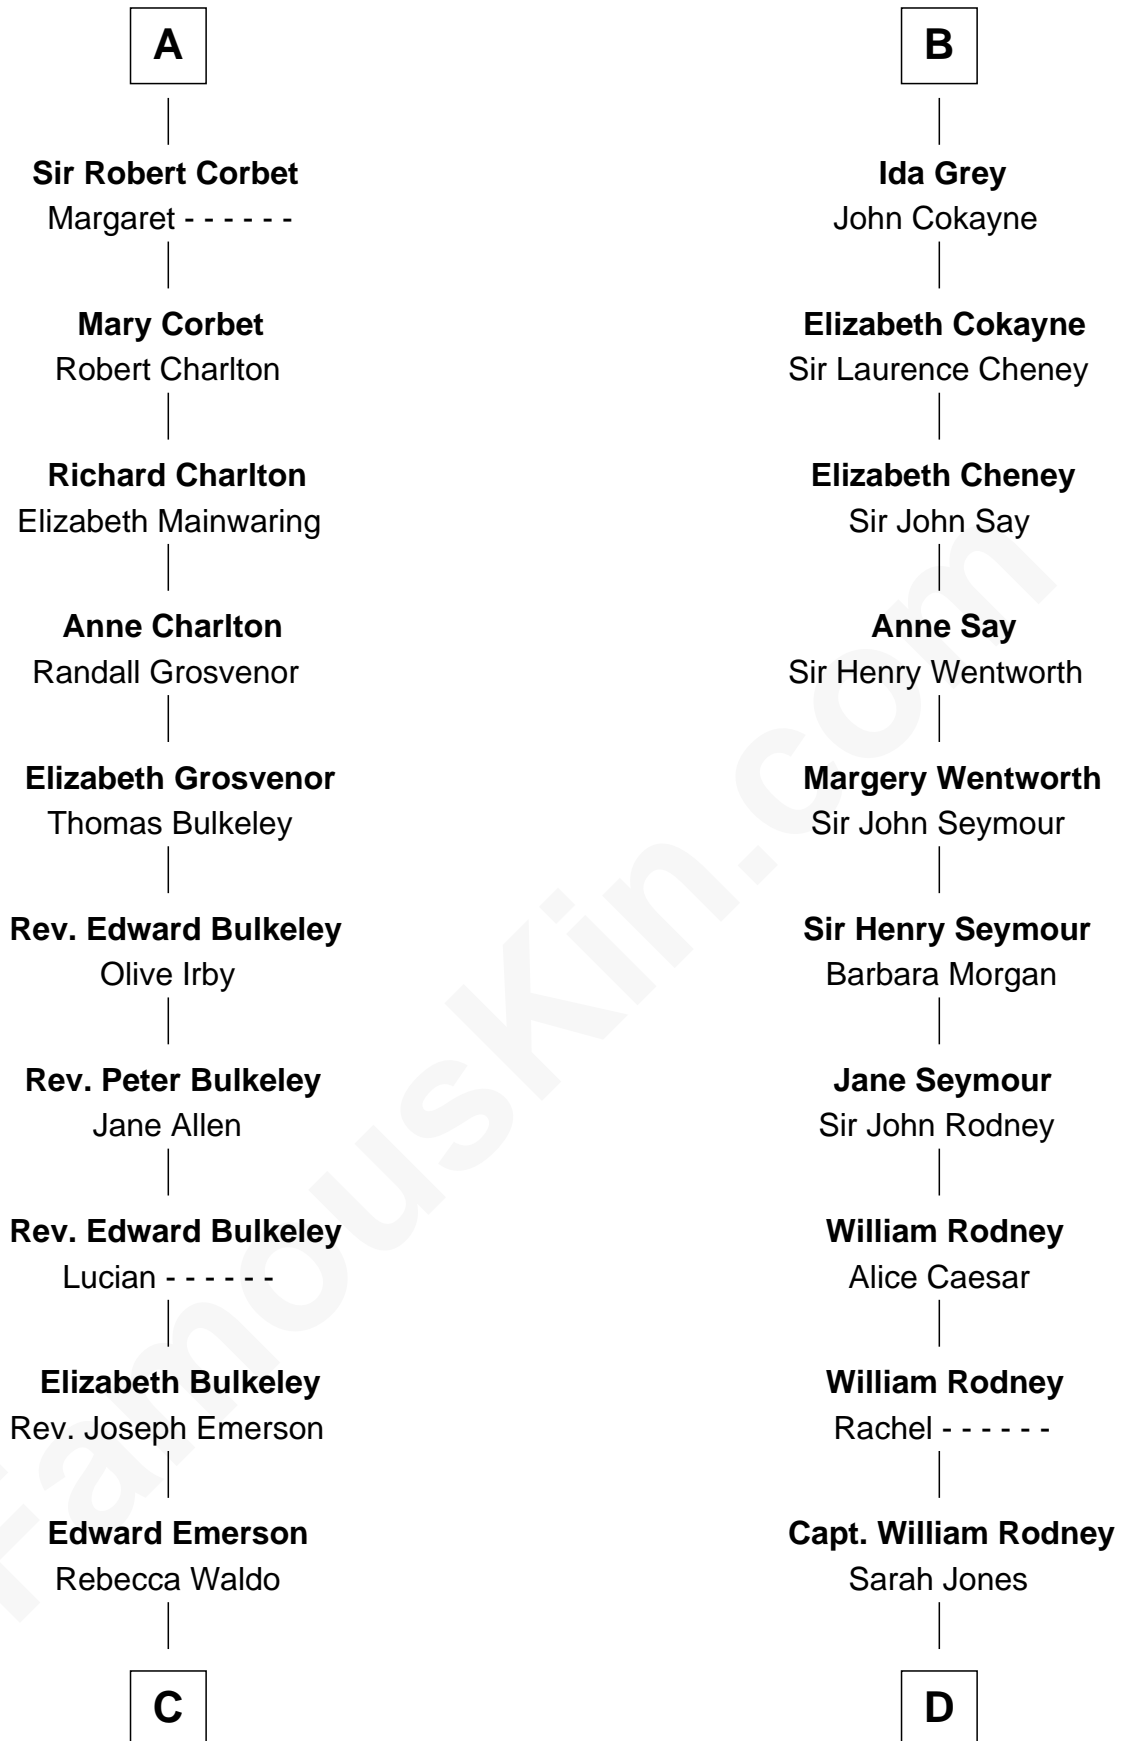 A
Sir Robert Corbet
Margaret - - - - - -
Mary Corbet
Robert Charlton
Richard Charlton
Elizabeth Mainwaring
Anne Charlton
Randall Grosvenor
Elizabeth Grosvenor
Thomas Bulkeley
Rev. Edward Bulkeley
Olive Irby
Rev. Peter Bulkeley
Jane Allen
Rev. Edward Bulkeley
Lucian - - - - - -
Elizabeth Bulkeley
Rev. Joseph Emerson
Edward Emerson
Rebecca Waldo
C
B
Ida Grey
John Cokayne
Elizabeth Cokayne
Sir Laurence Cheney
Elizabeth Cheney
Sir John Say
Anne Say
Sir Henry Wentworth
Margery Wentworth
Sir John Seymour
Sir Henry Seymour
Barbara Morgan
Jane Seymour
Sir John Rodney
William Rodney
Alice Caesar
William Rodney
Rachel - - - - - -
Capt. William Rodney
Sarah Jones
D
FamousKin.com